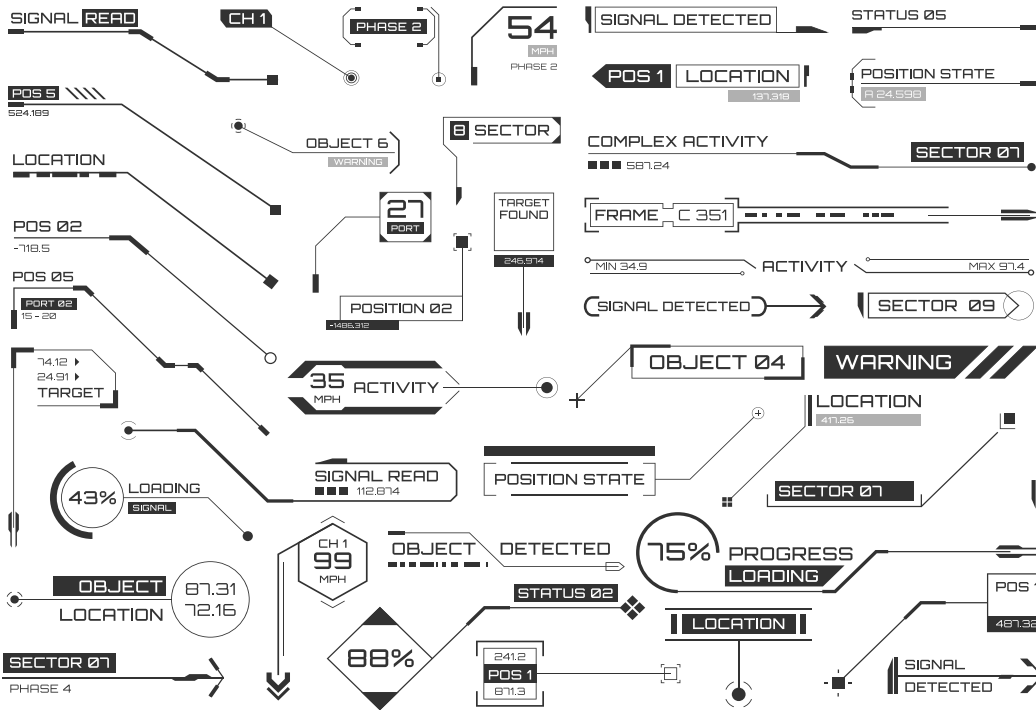 SIGNAL READ
CH 1
PHASE 2
54
MPH
PHASE 2
SIGNAL DETECTED
STATUS 05
POS 1 LOCATION
137,318
POSITION STATE
A 24.59B
POS 5
524.189
OBJECT 6
WARNING
8 SECTOR
COMPLEX ACTIVITY
587.24
SECTOR 07
LOCATION
27
PORT
TARGET
FOUND
246.974
FRAME C 351
POS 02
-718.5
MIN 34.9
ACTIVITY
MAX 97.4
POS 05
PORT 02
15 - 20
POSITION 02
-1486.312
SIGNAL DETECTED
SECTOR 09
74.12
24.91
TARGET
35
MPH
ACTIVITY
OBJECT 04
WARNING
LOCATION
417.26
SIGNAL READ
112.874
POSITION STATE
SECTOR 07
43%
LOADING
SIGNAL
CH 1
99
MPH
OBJECT DETECTED
75%
PROGRESS
LOADING
OBJECT
LOCATION
87.31
72.16
STATUS 02
LOCATION
POS 1
487.32
88%
241.2
POS 1
871.3
SECTOR 07
PHASE 4
SIGNAL
DETECTED